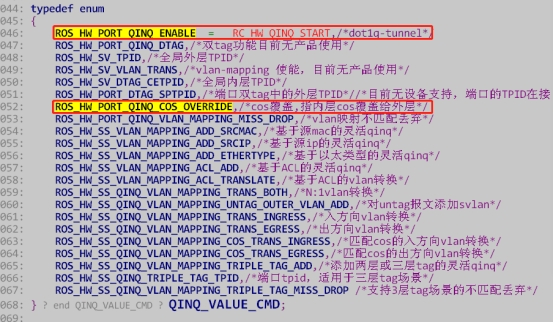 044: typedef enum
045: {
046: ROS_HW_PORT_QINQ_ENABLE = RC_HW_QINQ_START,/*dot1q-tunnel*/
047: ROS_HW_PORT_QINQ_DTAG,/*双tag功能目前无产品使用*/
048: ROS_HW_SV_TPID,/*全局外层TPID*/
049: ROS_HW_SV_VLAN_TRANS,/*vlan-mapping 使能，目前无产品使用*/
050: ROS_HW_SV_DTAG_CETPID,/*全局内层TPID*/
051: ROS_HW_PORT_DTAG_SPTPID,/*端口双tag中的外层TPID*//*目前无设备支持，端口的TPID在接
052: ROS_HW_PORT_QINQ_COS_OVERRIDE,/*cos覆盖,指内层cos覆盖给外层*/
053: ROS_HW_PORT_QINQ_VLAN_MAPPING_MISS_DROP,/*vlan映射不匹配丢弃*/
054: ROS_HW_SS_VLAN_MAPPING_ADD_SRCMAC,/*基于源mac的灵活qinq*/
055: ROS_HW_SS_VLAN_MAPPING_ADD_SRCIP,/*基于源ip的灵活qinq*/
056: ROS_HW_SS_VLAN_MAPPING_ADD_ETHERTYPE,/*基于以太类型的灵活qinq*/
057: ROS_HW_SS_VLAN_MAPPING_ADD_ACL,/*基于ACL的灵活qinq*/
058: ROS_HW_SS_VLAN_MAPPING_ACL_TRANSLATE,/*基于ACL的vlan转换*/
059: ROS_HW_SS_QINQ_VLAN_MAPPING_TRANS_BOTH,/*N:1vlan转换*/
060: ROS_HW_SS_QINQ_VLAN_MAPPING_UNTAG_OUTER_VLAN_ADD,/*对untag报文添加svlan*/
061: ROS_HW_SS_QINQ_VLAN_MAPPING_TRANS_INGRESS,/*入方向vlan转换*/
062: ROS_HW_SS_QINQ_VLAN_MAPPING_TRANS_EGRESS,/*出方向vlan转换*/
063: ROS_HW_SS_QINQ_VLAN_MAPPING_COS_TRANS_INGRESS,/*匹配cos的入方向vlan转换*/
064: ROS_HW_SS_QINQ_VLAN_MAPPING_COS_TRANS_EGRESS,/*匹配cos的出方向vlan转换*/
065: ROS_HW_SS_QINQ_VLAN_MAPPING_TRIPLE_TAG_ADD,/*添加两层或三层tag的灵活qinq*/
066: ROS_HW_SS_QINQ_TRIPLE_TAG_TPID,/*端口tpid，适用于三层tag场景*/
067: ROS_HW_SS_QINQ_VLAN_MAPPING_TRIPLE_TAG_MISS_DROP /*支持3层tag场景的不匹配丢弃*/
068: } ? end QINQ_VALUE_CMD ? QINQ_VALUE_CMD;
069: